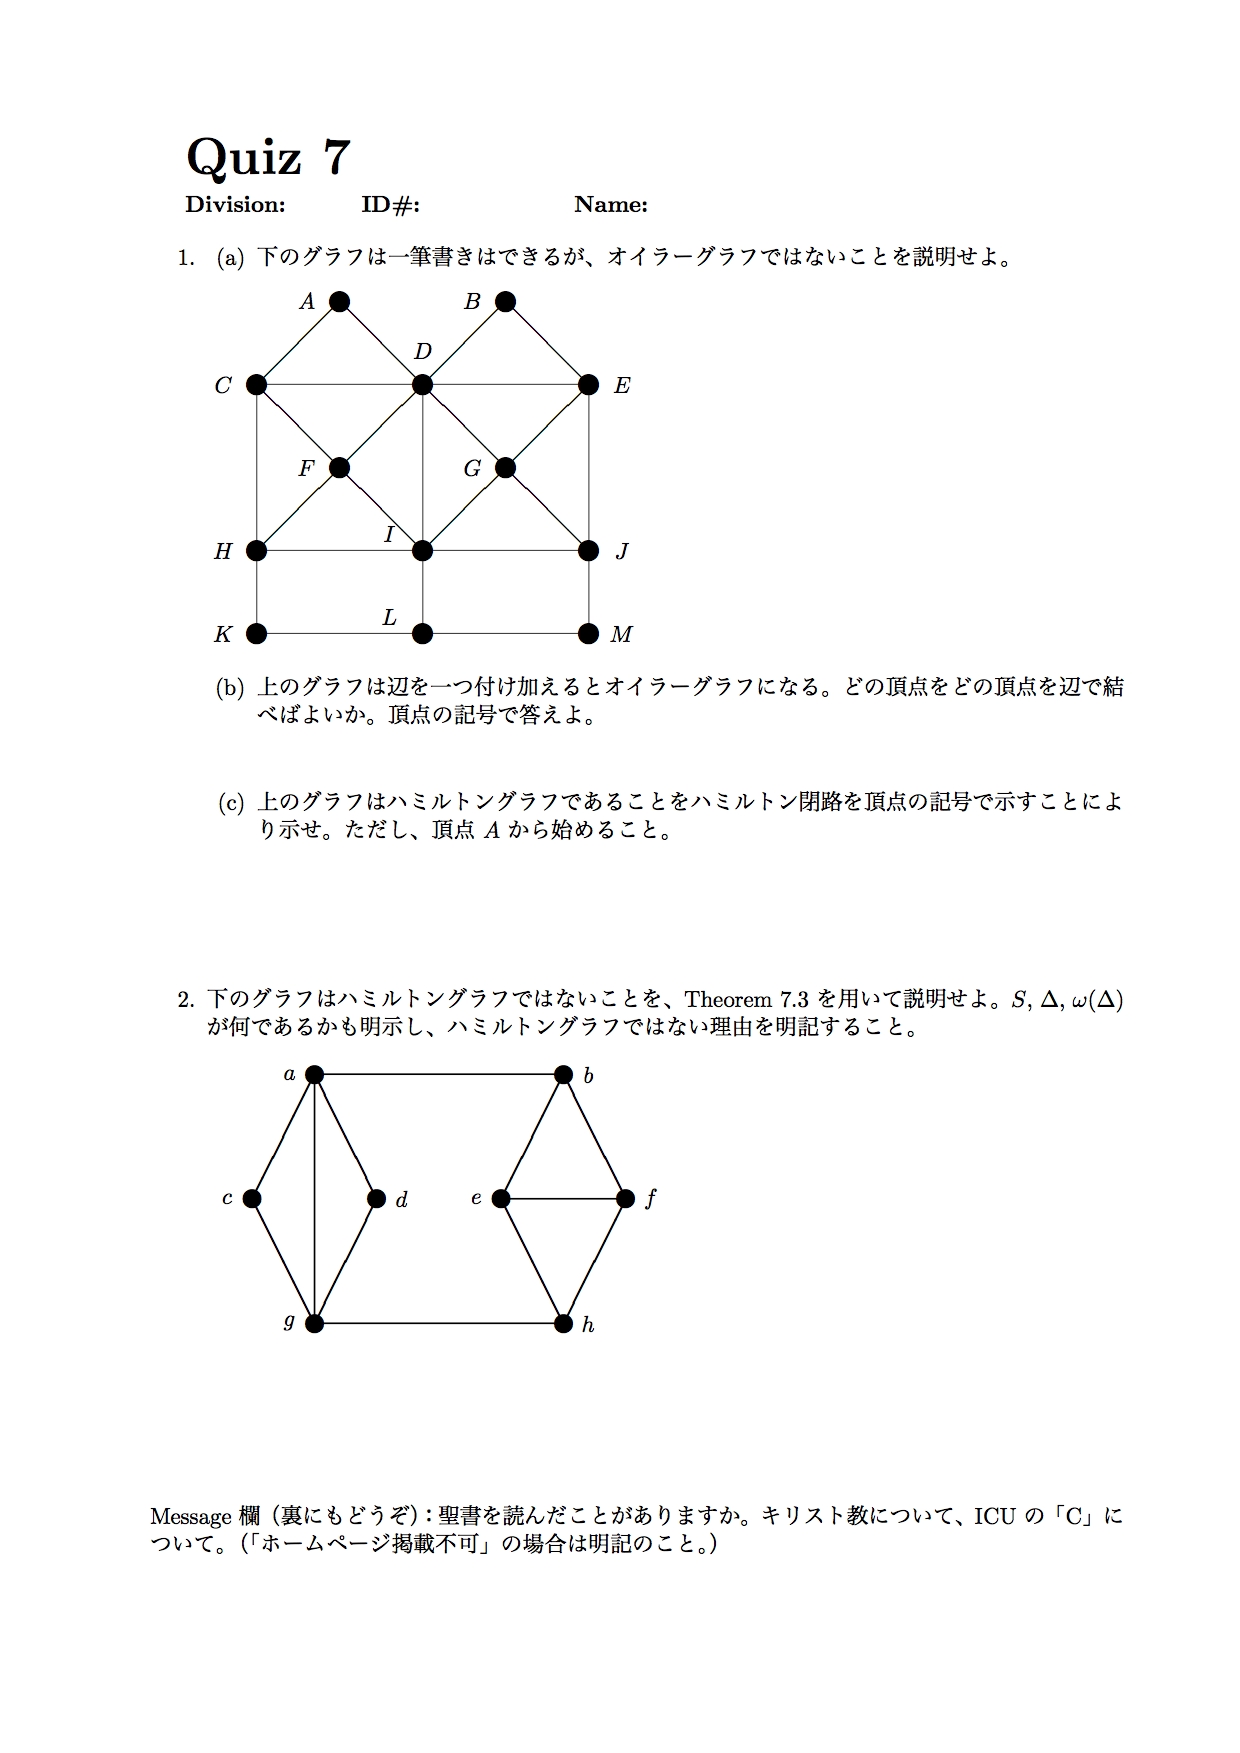 Quiz 7
Division: ID#: Name:
1. (a) 下のグラフは一筆書きはできるが、オイラーグラフではないことを説明せよ。
A B
D
C E
F G
I
H J
L
K M
(b) 上のグラフは辺を一つ付け加えるとオイラーグラフになる。どの頂点をどの頂点を辺で結
べばよいか。頂点の記号で答えよ。
(c) 上のグラフはハミルトングラフであることをハミルトン閉路を頂点の記号で示すことによ
り示せ。ただし、頂点 A から始めること。
2. 下のグラフはハミルトングラフではないことを、Theorem 7.3 を用いて説明せよ。S, Δ, ω(Δ)
が何であるかも明示し、ハミルトングラフではない理由を明記すること。
a b
c d e f
g h
Message 欄（裏にもどうぞ）：聖書を読んだことがありますか。キリスト教について、ICU の「C」に
ついて。（「ホームページ掲載不可」の場合は明記のこと。）